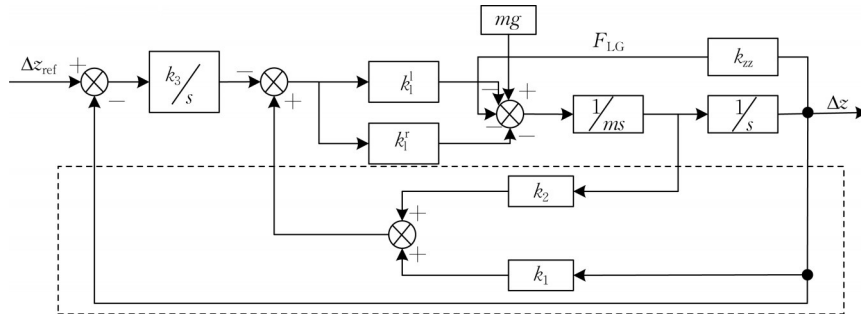 mg
F_LG
k_zz
Δz_ref
+
−
k_3/s
−
+
k_1^l
k_1^r
−
+
−
−
1/ms
1/s
Δz
k_2
+
+
k_1
−